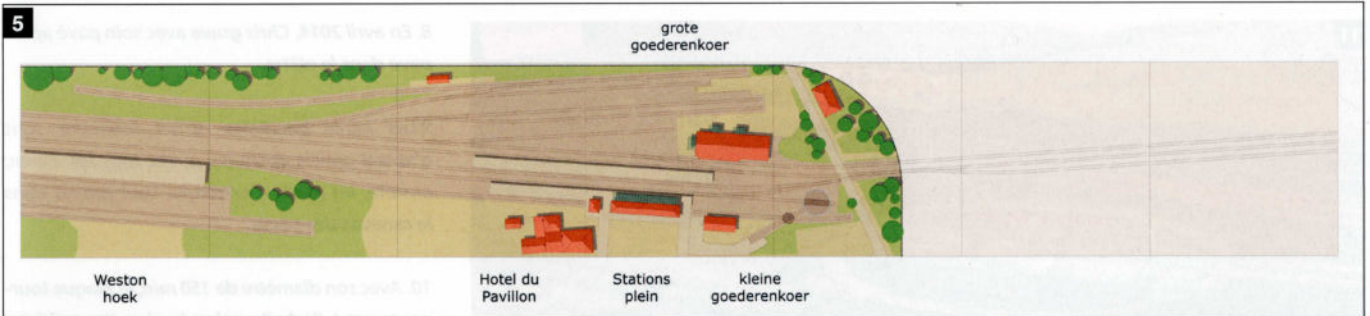 5
grote
goederenkoer
Weston
hoek
Hotel du
Pavillon
Stations
plein
kleine
goederenkoer